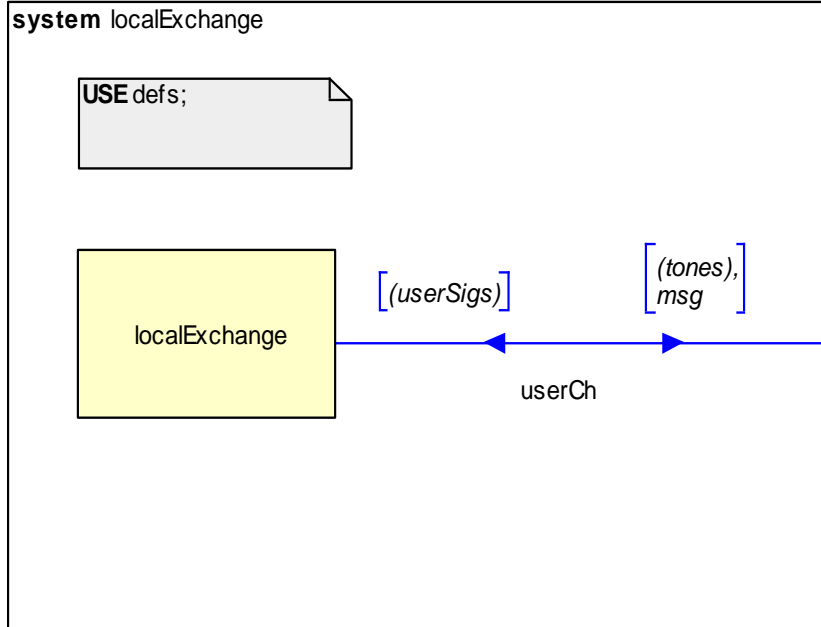 system localExchange
USE defs;
(userSigs)
(tones),
msg
localExchange
userCh